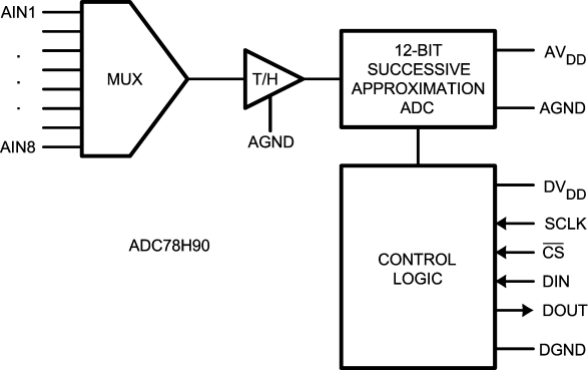 AIN1
.
.
.
AIN8
MUX
T/H
AGND
12-BIT
SUCCESSIVE
APPROXIMATION
ADC
AVDD
AGND
ADC78H90
CONTROL
LOGIC
DVDD
SCLK
C̅S̅
DIN
DOUT
DGND